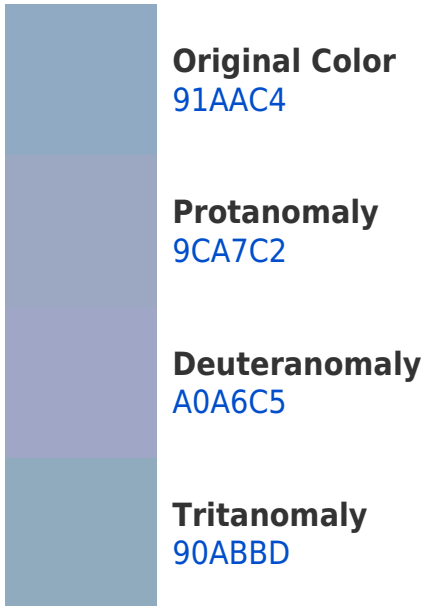 Original Color
91AAC4
Protanomaly
9CA7C2
Deuteranomaly
A0A6C5
Tritanomaly
90ABBD